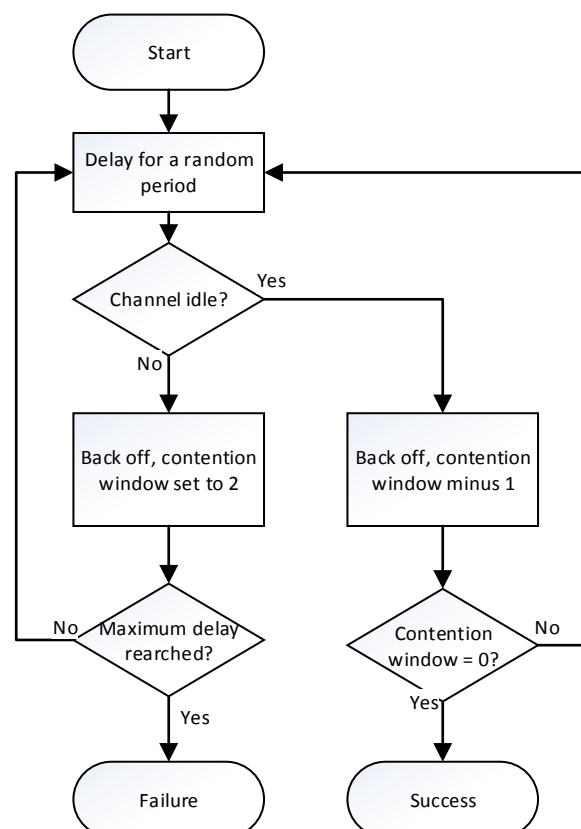 Start
Delay for a random
period
Channel idle?
Yes
No
Back off, contention
window set to 2
Back off, contention
window minus 1
No
Maximum delay
rearched?
Contention
window = 0?
No
Yes
Yes
Failure
Success